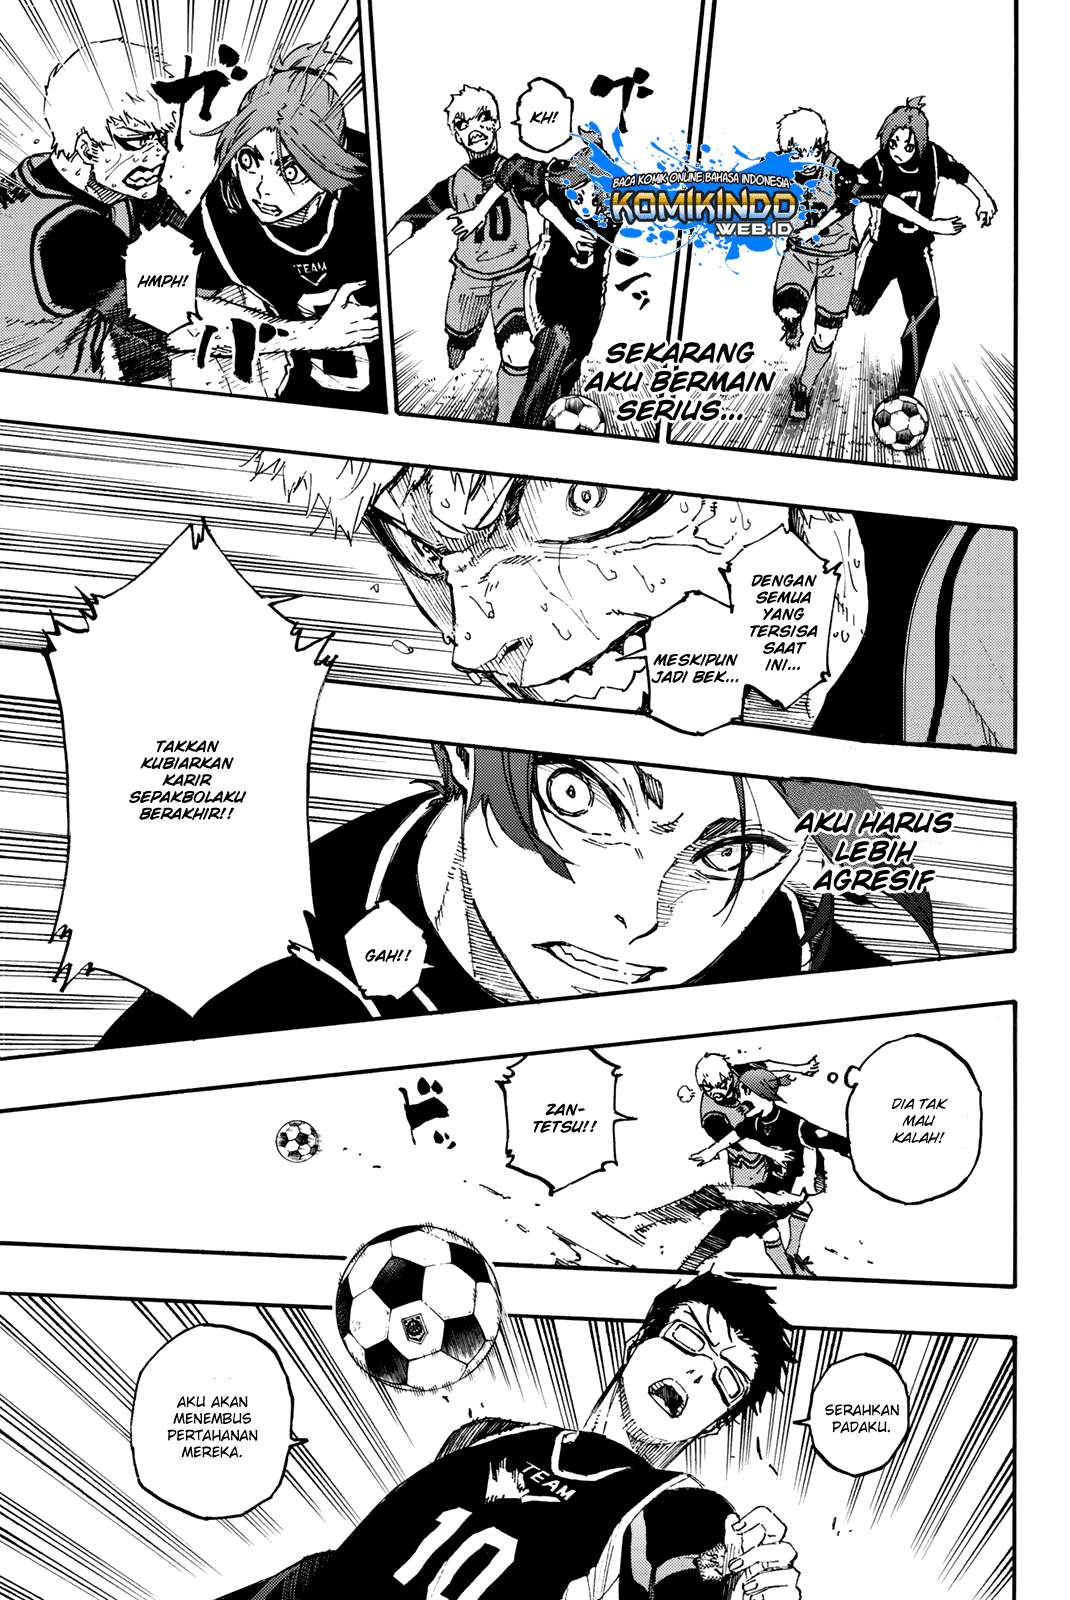 KH!
BACA KOMIK ONLINE BAHASA INDONESIA
KOMIKINDO
WEB.ID
SEKARANG
AKU BERMAIN
SERIUS...
HMPH!
TEAM
DENGAN
SEMUA
YANG
TERSISA
SAAT
INI...
MESKIPUN
JADI BEK...
TAKKAN
KUBIARKAN
KARIR
SEPAKBOLAKU
BERAKHIR!!
AKU HARUS
LEBIH
AGRESIF
GAH!!
DIA TAK
MAU
KALAH!
ZAN-
TETSU!!
ド
SERAHKAN
PADAKU.
AKU AKAN
MENEMBUS
PERTAHANAN
MEREKA.
TEAM
10